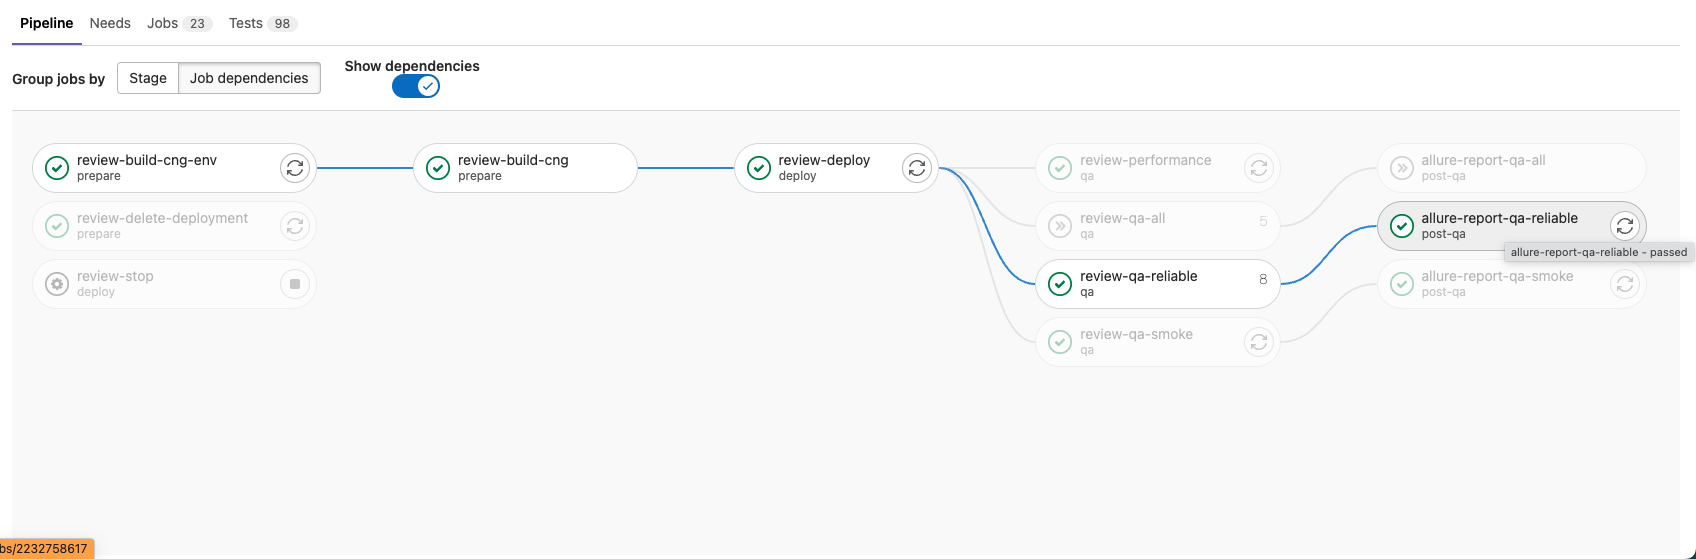 Pipeline Needs Jobs 23 Tests 98
Group jobs by Stage Job dependencies Show dependencies
review-build-cng-env
prepare
review-delete-deployment
prepare
review-stop
deploy
review-build-cng
prepare
review-deploy
deploy
review-performance
qa
review-qa-all 5
qa
review-qa-reliable 8
qa
review-qa-smoke
qa
allure-report-qa-all
post-qa
allure-report-qa-reliable
post-qa
allure-report-qa-reliable - passed
allure-report-qa-smoke
post-qa
bs/2232758617